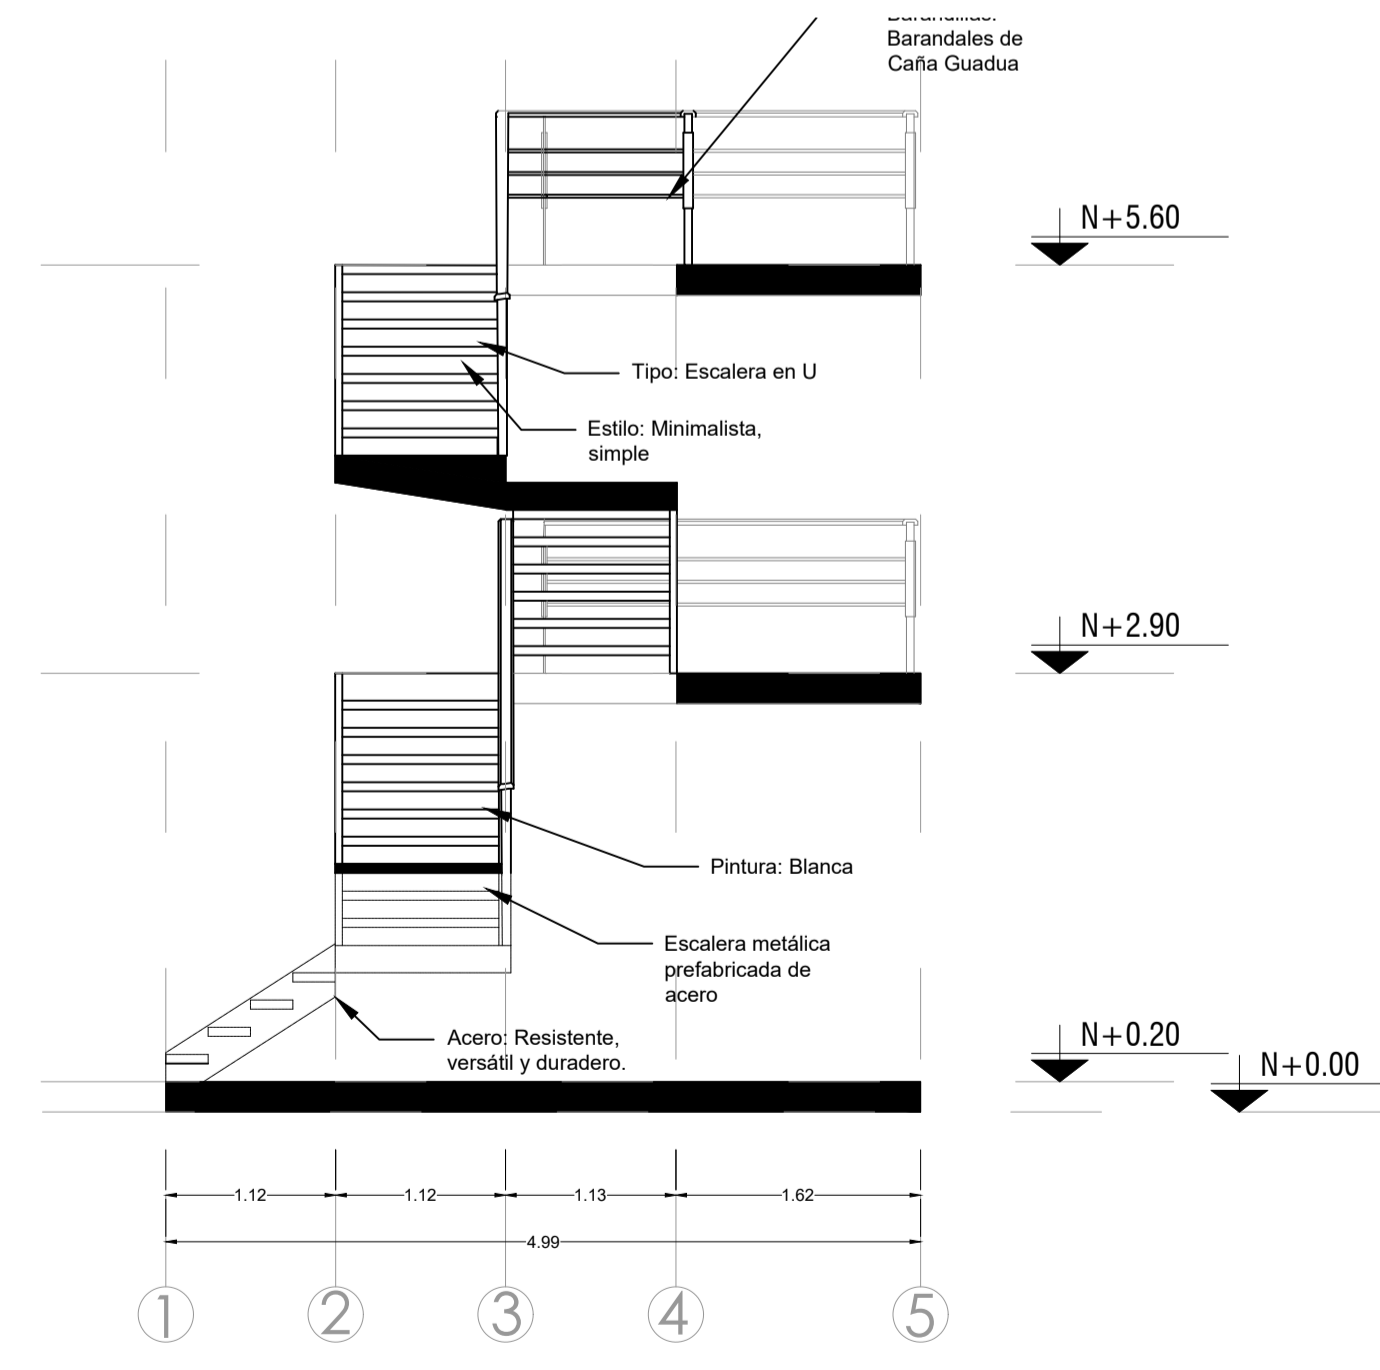 Barandillas:
Barandales de
Caña Guadua
N+5.60
Tipo: Escalera en U
Estilo: Minimalista,
simple
N+2.90
Pintura: Blanca
Escalera metálica
prefabricada de
acero
Acero: Resistente,
versátil y duradero.
N+0.20
N+0.00
1.12
1.12
1.13
1.62
4.99
1
2
3
4
5